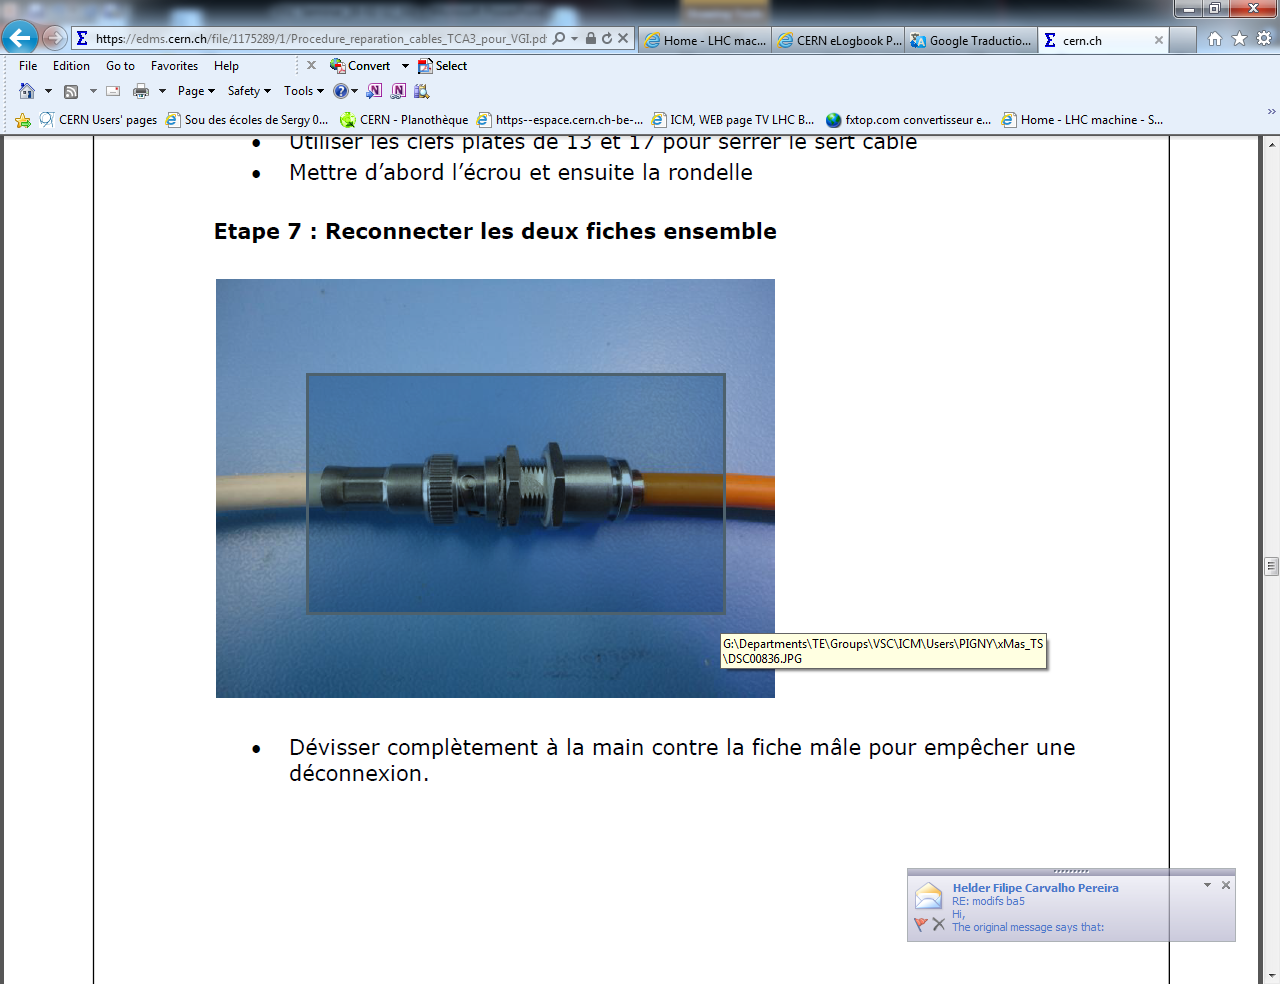 https://edms.cern.ch/file/1175289/1/Procedure_reparation_cables_TCA3_pour_VGI.pd
Home - LHC mac...
CERN eLogbook P...
Google Traductio...
cern.ch
File Edition Go to Favorites Help
Convert Select
Page Safety Tools
CERN Users' pages Sou des écoles de Sergy 0... CERN - Planothèque https--espace.cern.ch-be-... ICM, WEB page TV LHC B... fxtop.com convertisseur e... Home - LHC machine - S...
• Utiliser les clefs plates de 13 et 17 pour serrer le sert cable
• Mettre d’abord l’écrou et ensuite la rondelle
Etape 7 : Reconnecter les deux fiches ensemble
G:\Departments\TE\Groups\VSC\ICM\Users\PIGNY\xMas_TS
\DSC00836.JPG
• Dévisser complètement à la main contre la fiche mâle pour empêcher une
déconnexion.
Helder Filipe Carvalho Pereira
RE: modifs ba5
Hi,
The original message says that: